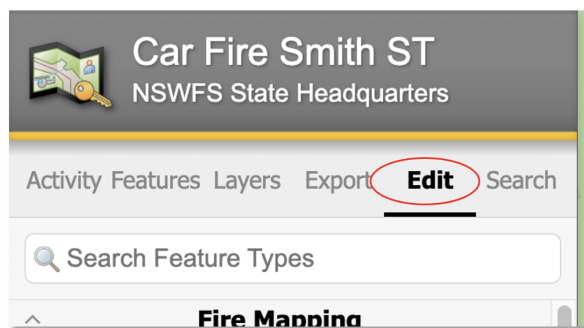 Car Fire Smith ST
NSWFS State Headquarters
Activity Features Layers Export Edit Search
Search Feature Types
Fire Mapping